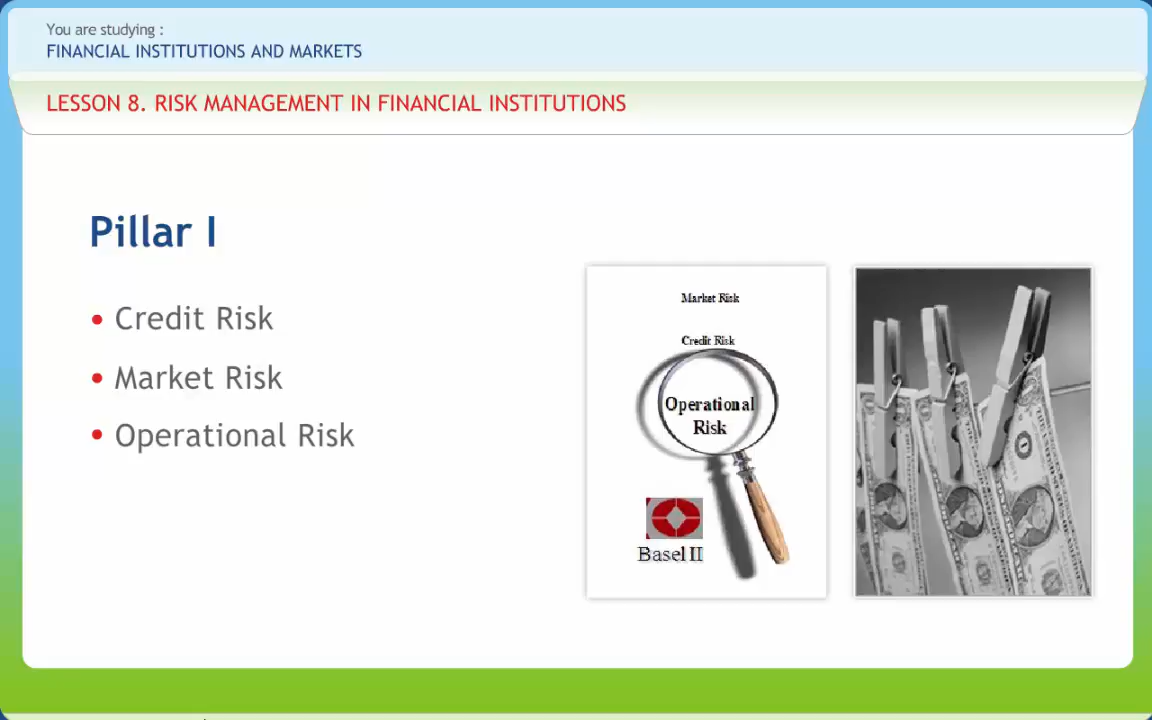 You are studying :
FINANCIAL INSTITUTIONS AND MARKETS
LESSON 8. RISK MANAGEMENT IN FINANCIAL INSTITUTIONS
Pillar I
• Credit Risk
• Market Risk
• Operational Risk
Market Risk
Credit Risk
Operational
Risk
Basel II